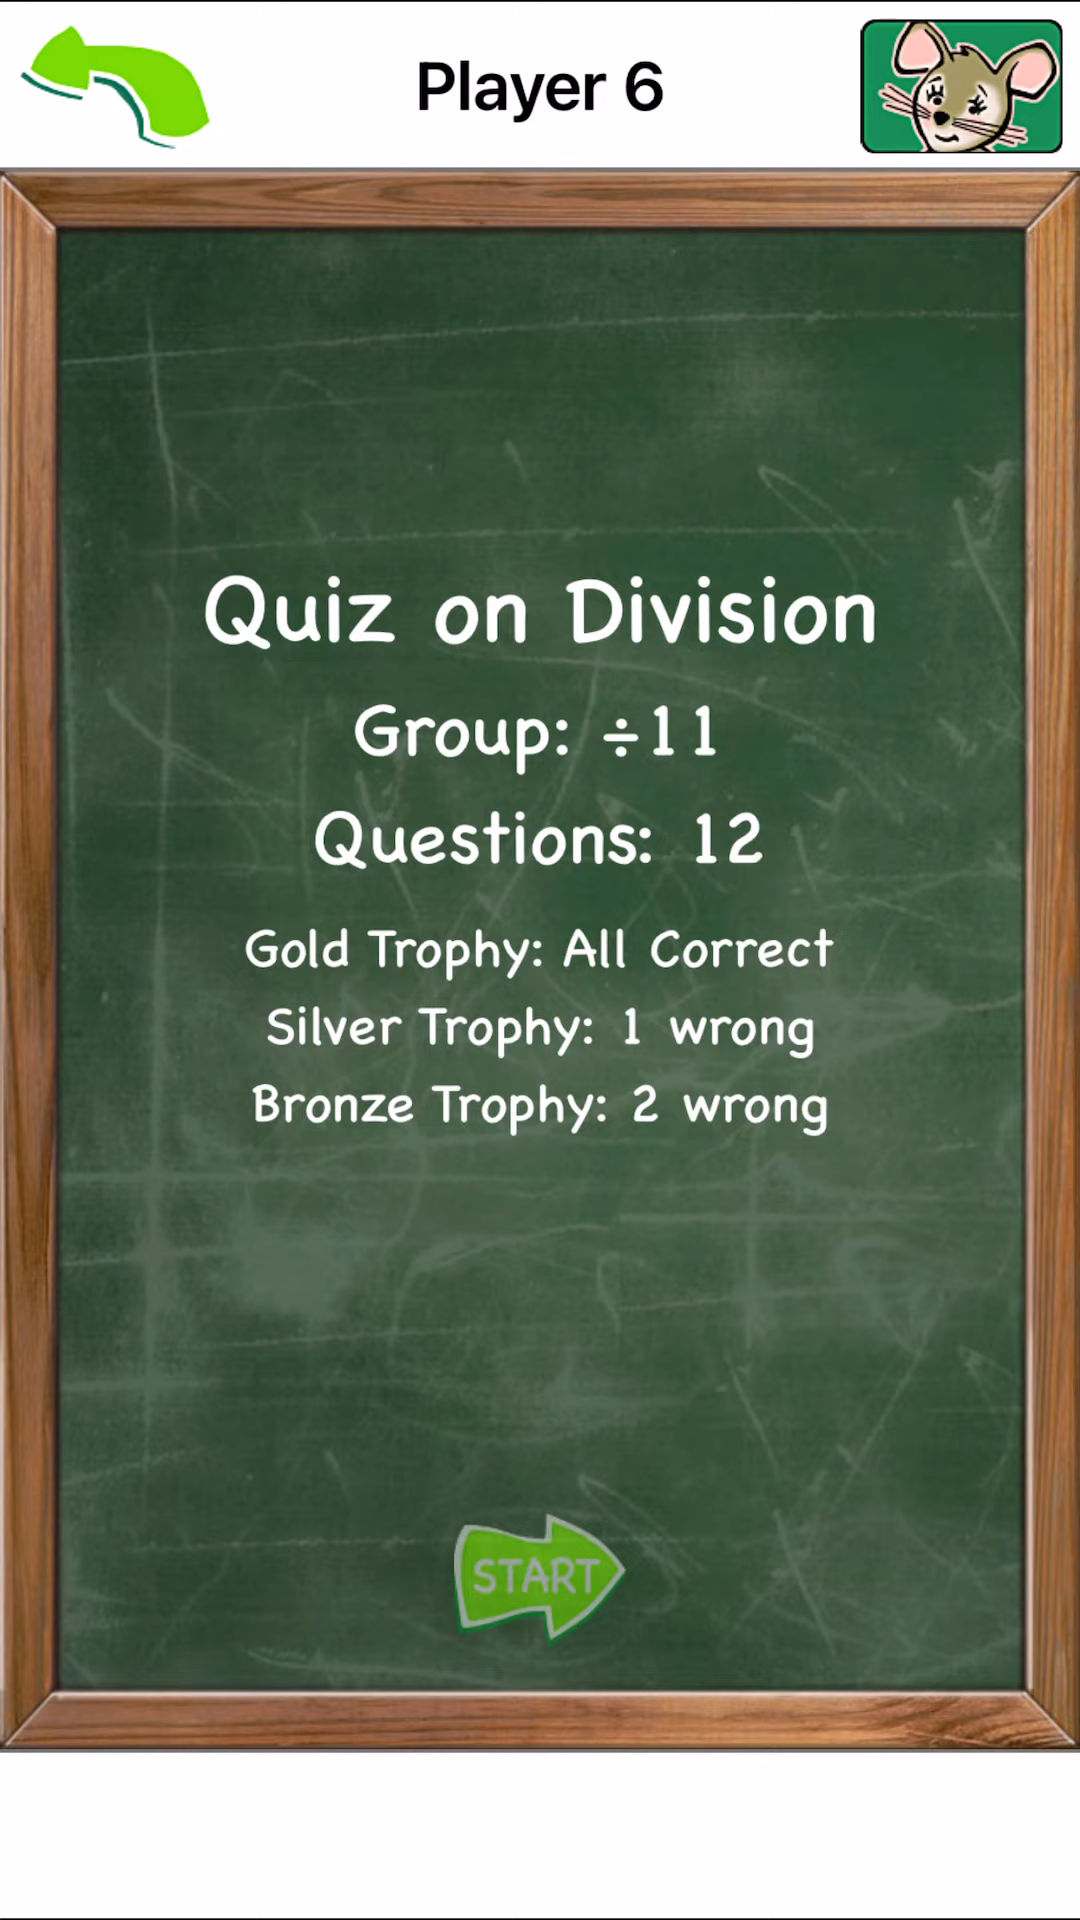 Player 6
Quiz on Division
Group: ÷11
Questions: 12
Gold Trophy: All Correct
Silver Trophy: 1 wrong
Bronze Trophy: 2 wrong
START